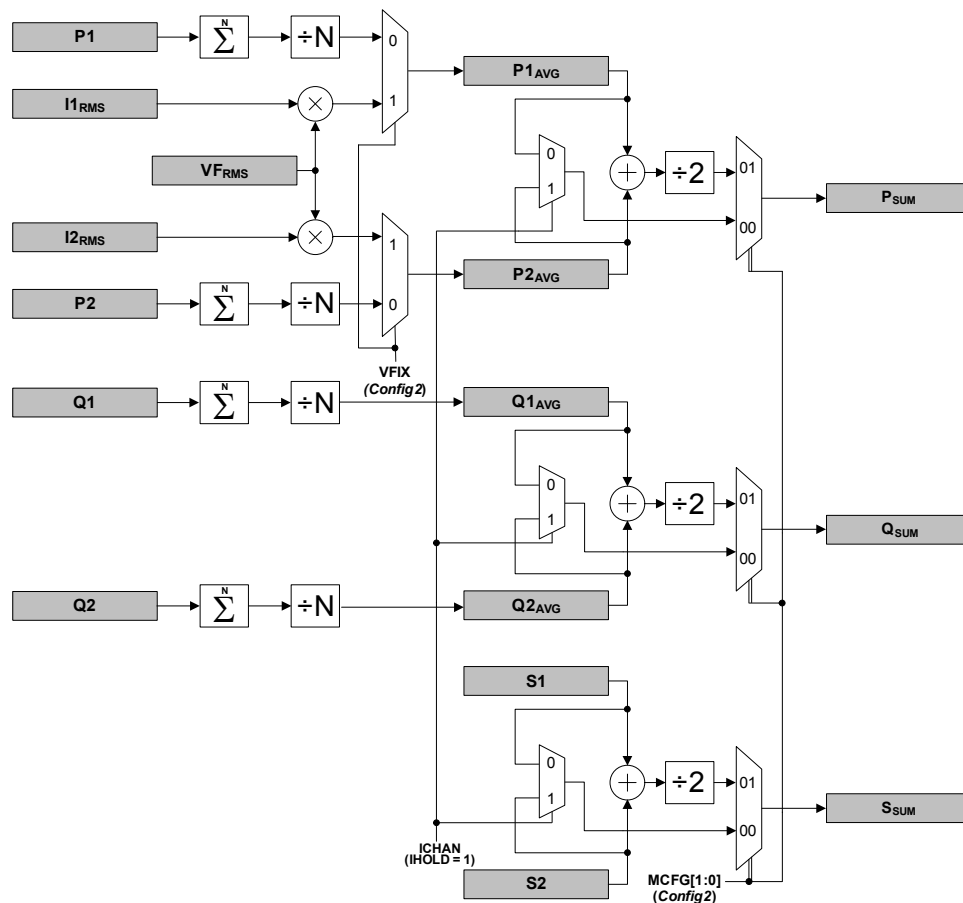 P1
N
∑
÷N
0
1
P1AVG
I1RMS
×
VFRMS
0
1
+
÷2
01
00
PSUM
I2RMS
×
1
0
P2AVG
P2
N
∑
÷N
VFIX
(Config2)
Q1
N
∑
÷N
Q1AVG
0
1
+
÷2
01
00
QSUM
Q2
N
∑
÷N
Q2AVG
S1
0
1
+
÷2
01
00
SSUM
ICHAN
(IHOLD = 1)
S2
MCFG[1:0]
(Config2)